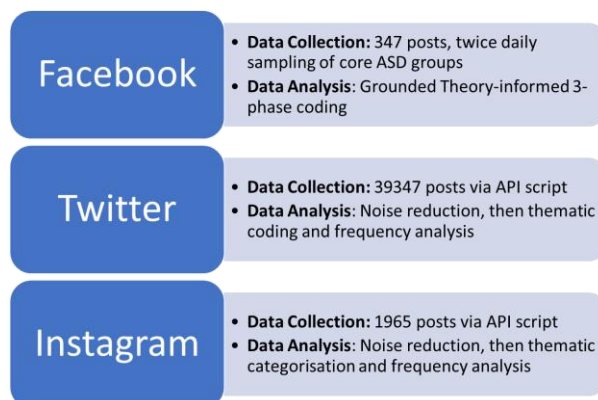 Facebook
• Data Collection: 347 posts, twice daily
sampling of core ASD groups
• Data Analysis: Grounded Theory-informed 3-
phase coding
Twitter
• Data Collection: 39347 posts via API script
• Data Analysis: Noise reduction, then thematic
coding and frequency analysis
Instagram
• Data Collection: 1965 posts via API script
• Data Analysis: Noise reduction, then thematic
categorisation and frequency analysis